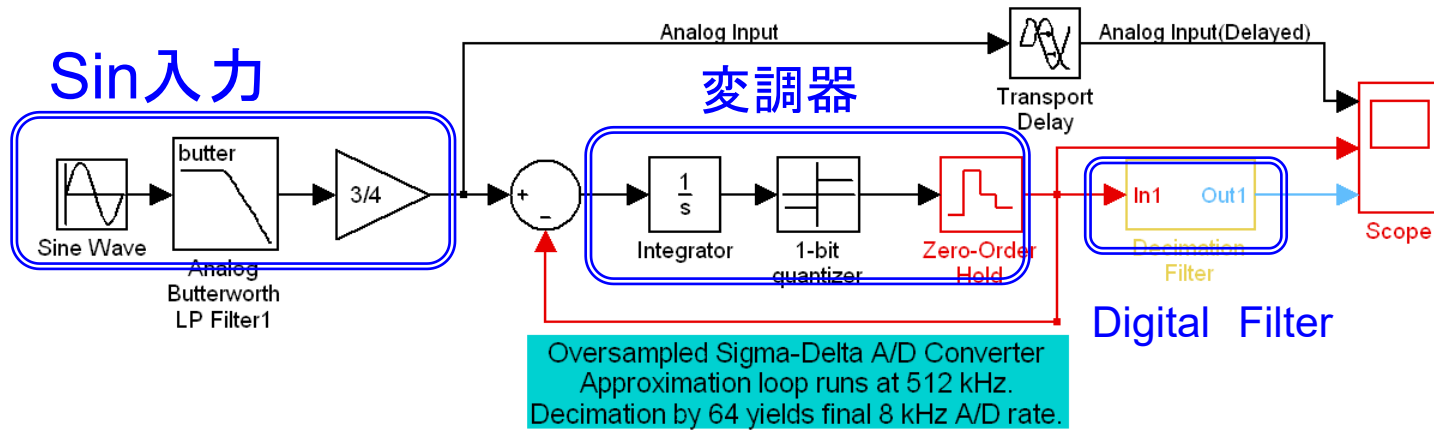 Analog Input
Analog Input(Delayed)
Sin入力
変調器
Transport
Delay
butter
3/4
+
-
1
s
In1
Out1
Sine Wave
Analog
Butterworth
LP Filter1
Integrator
1-bit
quantizer
Zero-Order
Hold
Decimation
Filter
Scope
Digital Filter
Oversampled Sigma-Delta A/D Converter
Approximation loop runs at 512 kHz.
Decimation by 64 yields final 8 kHz A/D rate.